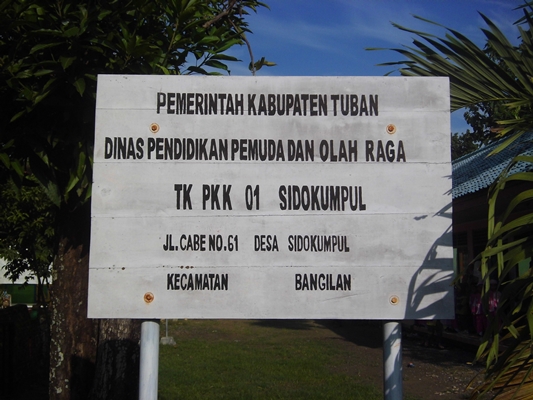 PEMERINTAH KABUPATEN TUBAN
DINAS PENDIDIKAN PEMUDA DAN OLAH RAGA
TK PKK 01 SIDOKUMPUL
JL. CABE NO. 61 DESA SIDOKUMPUL
KECAMATAN BANGILAN